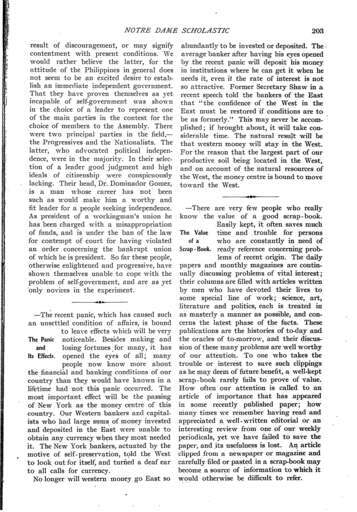 NOTRE DAME SCHOLASTIC 203
result of discouragement, or may signify
contentment with present conditions. We
would rather believe the latter, for the
attitude of the Philippines in general does
not seem to be an excited desire to estab-
lish an immediate independent government.
That they have proven themselves as yet
incapable of self-government was shown
in the choice of a leader to represent one
of the main parties in the contest for the
choice of members to the Assembly. There
were two principal parties in the field,—
the Progressives and the Nationalists. The
latter, who advocated political indepen-
dence, were in the majority. In their selec-
tion of a leader good judgment and high
ideals of citizenship were conspicuously
lacking. Their head, Dr. Dominador Gomez,
is a man whose career has not been
such as would make him a worthy and
fit leader for a people seeking independence.
As president of a workingman's union he
has been charged with a misappropriation
of funds, and is under the ban of the law
for contempt of court for having violated
an order concerning the bankrupt union
of which he is president. So far these people,
otherwise enlightened and progressive, have
shown themselves unable to cope with the
problem of self-government, and are as yet
only novices in the experiment.
—The recent panic, which has caused such
an unsettled condition of affairs, is bound
to leave effects which will be very
The Panic noticeable. Besides making and
and losing fortunes for many, it has
Its Effects. opened the eyes of all; many
people now know more about
the financial and banking conditions of our
country than they would have known in a
lifetime had not this panic occurred. The
most important effect will be the passing
of New York as the money centre of this
country. Our Western bankers and capital-
ists who had large sums of money invested
and deposited in the East were unable to
obtain any currency when they most needed
it. The New York bankers, actuated by the
motive of self-preservation, told the West
to look out for itself, and turned a deaf ear
to all calls for currency.
No longer will western money go East so
abundantly to be invested or deposited. The
average banker after having his eyes opened
by the recent panic will deposit his money
in institutions where he can get it when he
needs it, even if the rate of interest is not
so attractive. Former Secretary Shaw in a
recent speech told the bankers of the East
that "the confidence of the West in the
East must be restored if conditions are to
be as formerly." This may never be accom-
plished; if brought about, it will take con-
siderable time. The natural result will be
that western money will stay in the West.
For the reason that the largest part of our
productive soil being located in the West,
and on account of the natural resources of
the West, the money centre is bound to move
toward the West.
—There are very few people who really
know the value of a good scrap-book.
Easily kept, it often saves much
The Value time and trouble for persons
of a who are constantly in need of
Scrap-Book. ready reference concerning prob-
lems of recent origin. The daily
papers and monthly magazines are contin-
ually discussing problems of vital interest;
their columns are filled with articles written
by men who have devoted their lives to
some special line of work; science, art,
literature and politics, each is treated in
as masterly a manner as possible, and con-
cerns the latest phase of the facts. These
publications are the histories of to-day and
the oracles of to-morrow, and their discus-
sion of these many problems are well worthy
of our attention. To one who takes the
trouble or interest to save such clippings
as he may deem of future benefit, a well-kept
scrap-book rarely fails to prove of value.
How often our attention is called to an
article of importance that has appeared
in some recently published paper; how
many times we remember having read and
appreciated a well-written editorial or an
interesting review from one of our weekly
periodicals, yet we have failed to save the
paper, and its usefulness is lost. An article
clipped from a newspaper or magazine and
carefully filed or pasted in a scrap-book may
become a source of information to which it
would otherwise be difficult to refer.